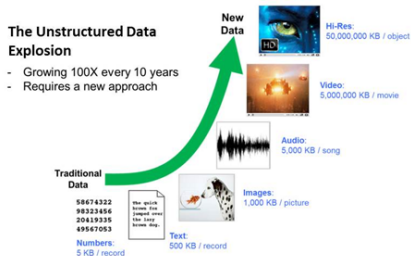 The Unstructured Data
Explosion
- Growing 100X every 10 years
- Requires a new approach
New
Data
HD
Hi-Res:
50,000,000 KB / object
Video:
5,000,000 KB / movie
Audio:
5,000 KB / song
Images:
1,000 KB / picture
Traditional
Data
58674322
98323456
20419335
49567053
Numbers:
5 KB / record
The quick
brown fox
jumped over
the lazy
brown dog.
Text:
500 KB / record